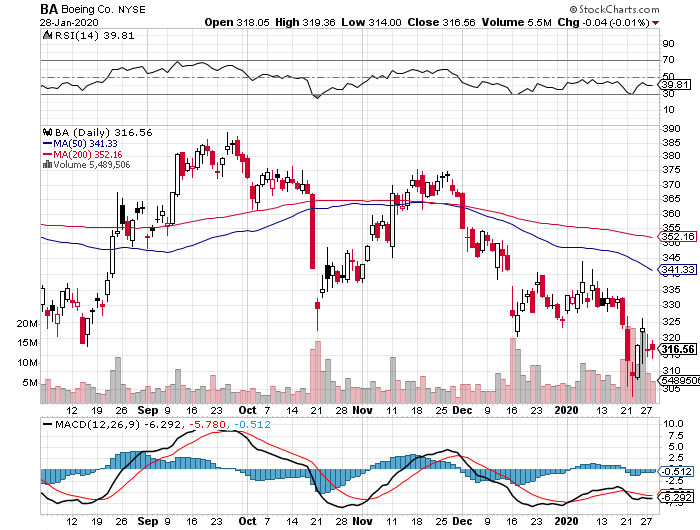 BA Boeing Co. NYSE
© StockCharts.com
28-Jan-2020
Open 318.05 High 319.36 Low 314.00 Close 316.56 Volume 5.5M Chg -0.04 (-0.01%)
RSI(14) 39.81
90
70
50
39.81
30
10
BA (Daily) 316.56
MA(50) 341.33
MA(200) 352.16
Volume 5,489,506
390
385
380
375
370
365
360
355
352.16
350
345
341.33
335
330
325
320
316.56
310
305
5489506
20M
15M
10M
5M
12 19 26 Sep 9 16 23 Oct 7 14 21 28 Nov 11 18 25 Dec 9 16 23 2020 13 21 27
MACD(12,26,9) -6.292, -5.780, -0.512
10.0
7.5
5.0
2.5
-0.512
-2.5
-6.292
-7.5
12 19 26 Sep 9 16 23 Oct 7 14 21 28 Nov 11 18 25 Dec 9 16 23 2020 13 21 27